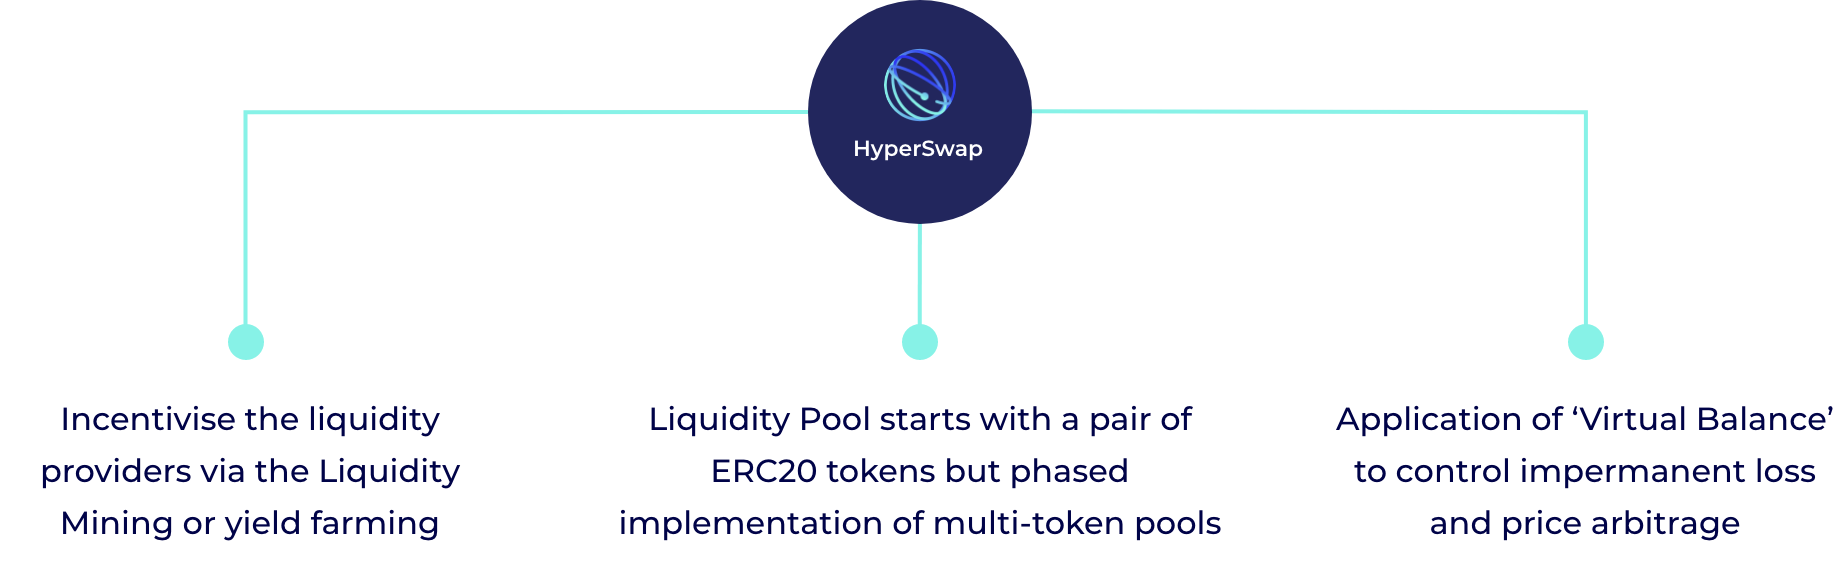 HyperSwap
Incentivise the liquidity
providers via the Liquidity
Mining or yield farming
Liquidity Pool starts with a pair of
ERC20 tokens but phased
implementation of multi-token pools
Application of ‘Virtual Balance’
to control impermanent loss
and price arbitrage